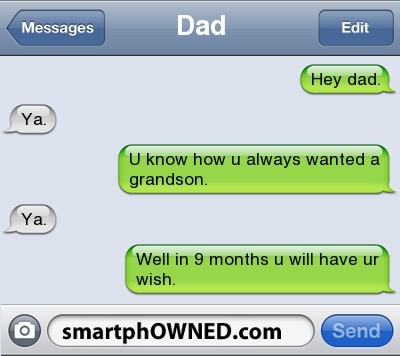 Messages
Dad
Edit
Hey dad.
Ya.
U know how u always wanted a
grandson.
Ya.
Well in 9 months u will have ur
wish.
smartphOWNED.com
Send